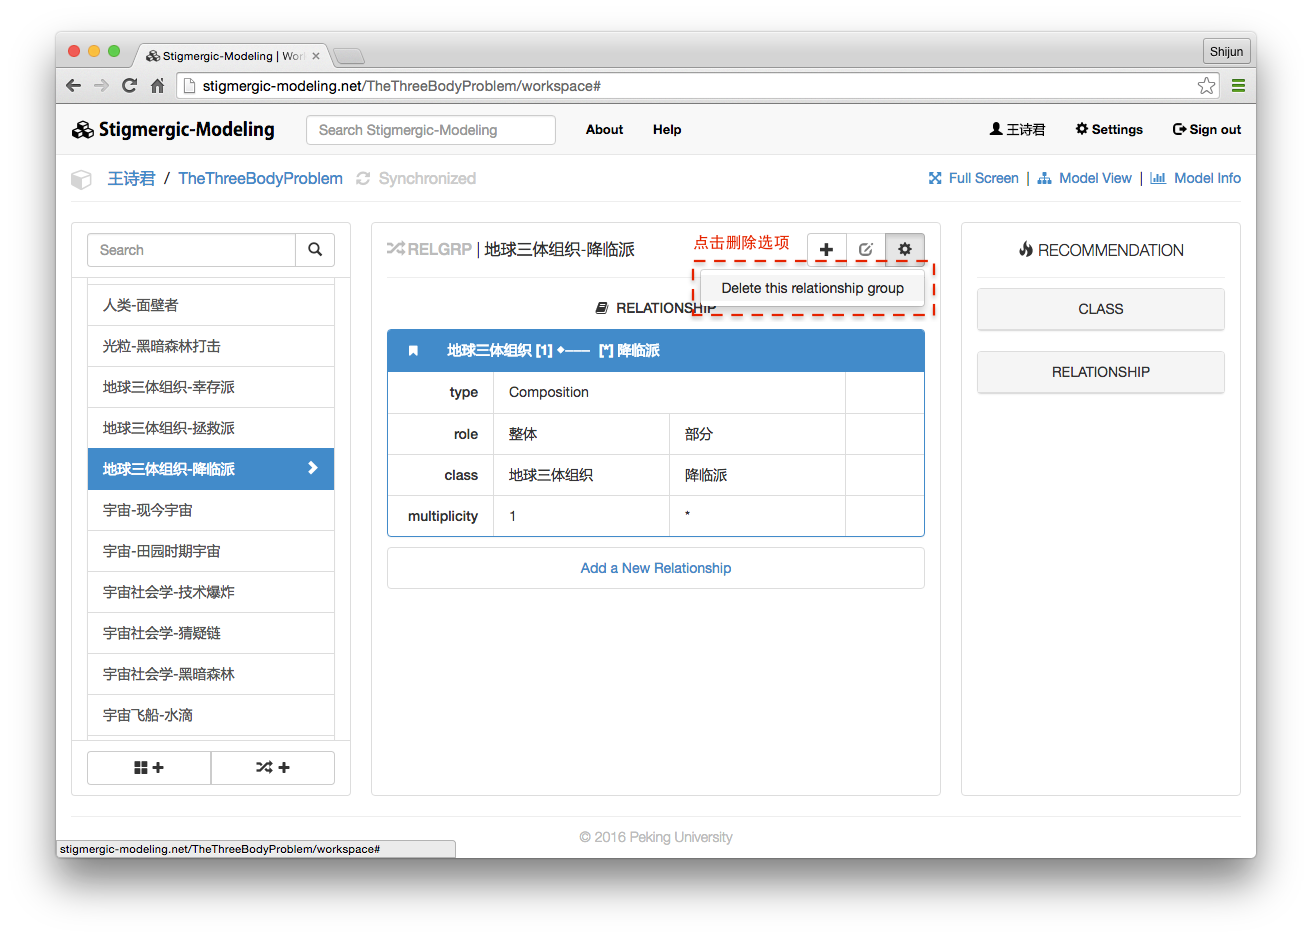 Stigmergic-Modeling | Wor
Shijun
stigmergic-modeling.net/TheThreeBodyProblem/workspace#
Stigmergic-Modeling
Search Stigmergic-Modeling
About
Help
王诗君
Settings
Sign out
王诗君 / TheThreeBodyProblem
Synchronized
Full Screen | Model View | Model Info
Search
人类-面壁者
光粒-黑暗森林打击
地球三体组织-幸存派
地球三体组织-拯救派
地球三体组织-降临派
宇宙-现今宇宙
宇宙-田园时期宇宙
宇宙社会学-技术爆炸
宇宙社会学-猜疑链
宇宙社会学-黑暗森林
宇宙飞船-水滴
RELGRP | 地球三体组织-降临派
点击删除选项
Delete this relationship group
RELATIONSHIP
地球三体组织 [1] ◆—— [*] 降临派
type Composition
role 整体 部分
class 地球三体组织 降临派
multiplicity 1 *
Add a New Relationship
RECOMMENDATION
CLASS
RELATIONSHIP
© 2016 Peking University
stigmergic-modeling.net/TheThreeBodyProblem/workspace#